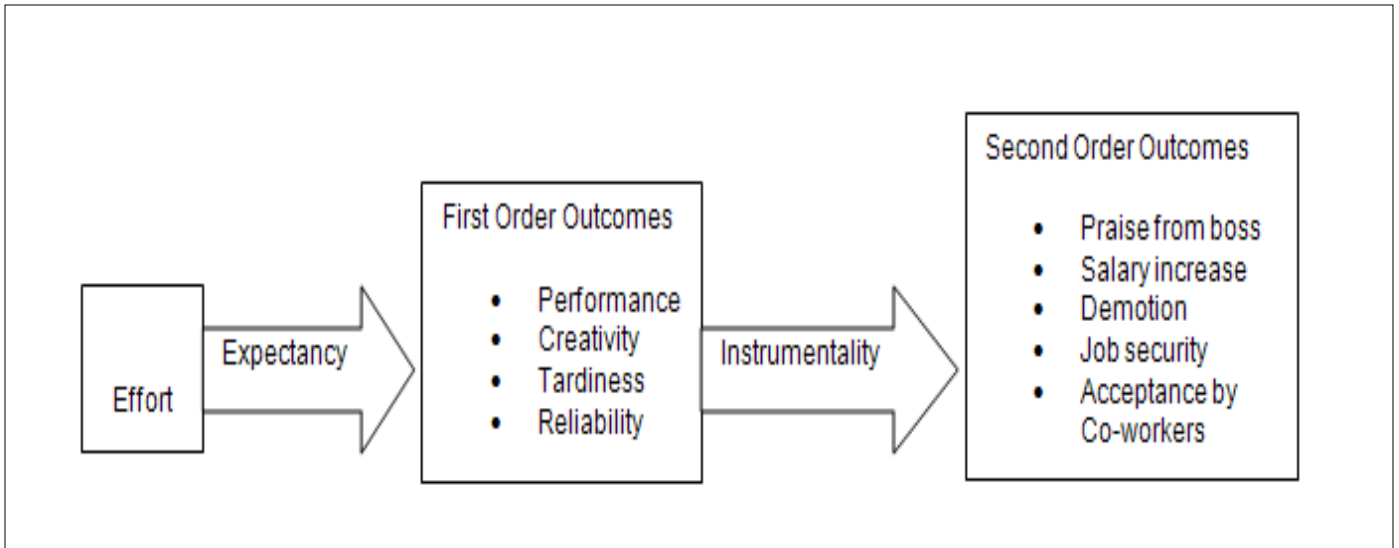 Effort
Expectancy
First Order Outcomes
• Performance
• Creativity
• Tardiness
• Reliability
Instrumentality
Second Order Outcomes
• Praise from boss
• Salary increase
• Demotion
• Job security
• Acceptance by
Co-workers